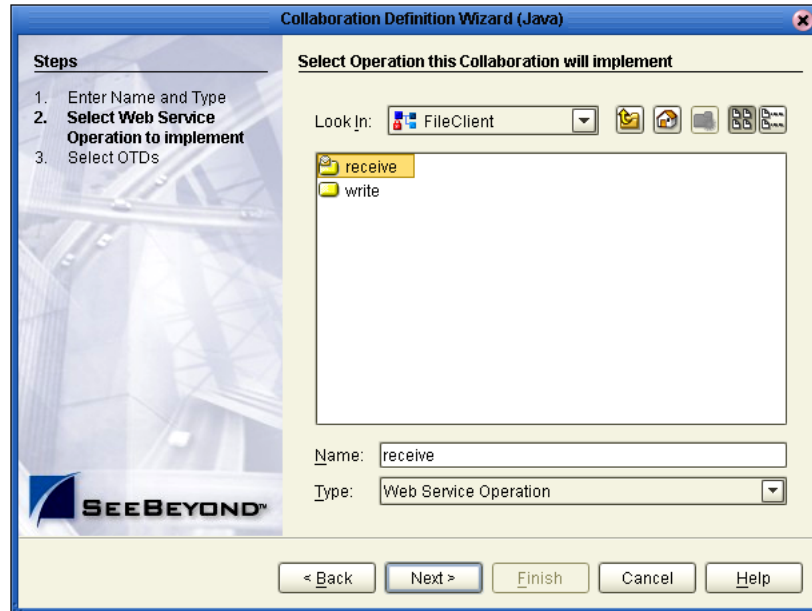 Collaboration Definition Wizard (Java)
Steps
1. Enter Name and Type
2. Select Web Service
Operation to implement
3. Select OTDs
SEEBEYOND™
Select Operation this Collaboration will implement
Look In: FileClient
receive
write
Name: receive
Type: Web Service Operation
< Back Next > Finish Cancel Help